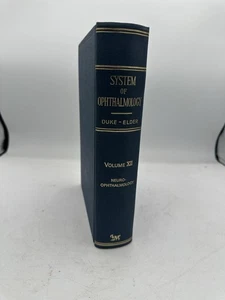 SYSTEM
OF
OPHTHALMOLOGY
DUKE-ELDER
VOLUME XII
NEURO-
OPHTHALMOLOGY